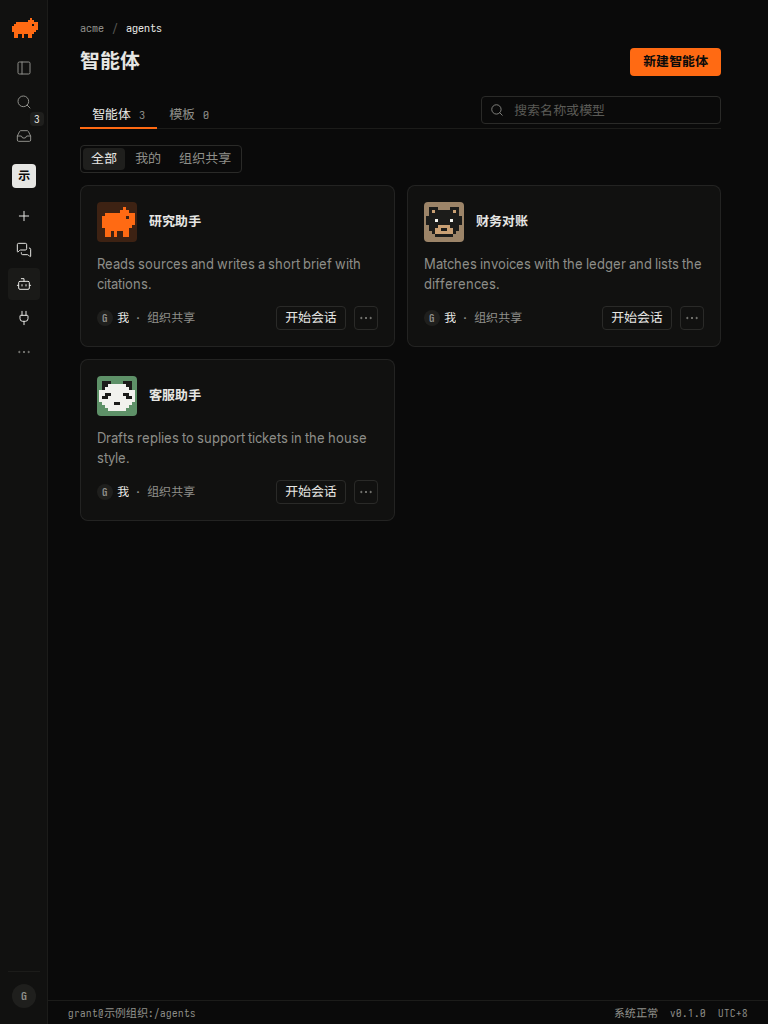 acme / agents
智能体
新建智能体
智能体 3
模板 0
搜索名称或模型
3
示
全部
我的
组织共享
研究助手
Reads sources and writes a short brief with
citations.
G 我 · 组织共享
开始会话
财务对账
Matches invoices with the ledger and lists the
differences.
G 我 · 组织共享
开始会话
客服助手
Drafts replies to support tickets in the house
style.
G 我 · 组织共享
开始会话
G
grant@示例组织:/agents
系统正常 v0.1.0 UTC+8